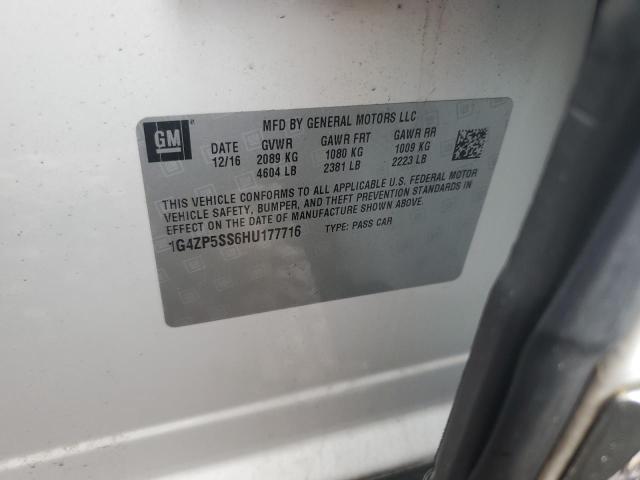 GM
MFD BY GENERAL MOTORS LLC
DATE GVWR GAWR FRT GAWR RR
12/16 2089 KG 1080 KG 1009 KG
4604 LB 2381 LB 2223 LB
THIS VEHICLE CONFORMS TO ALL APPLICABLE U.S. FEDERAL MOTOR
VEHICLE SAFETY, BUMPER, AND THEFT PREVENTION STANDARDS IN
EFFECT ON THE DATE OF MANUFACTURE SHOWN ABOVE.
1G4ZP5SS6HU177716 TYPE: PASS CAR